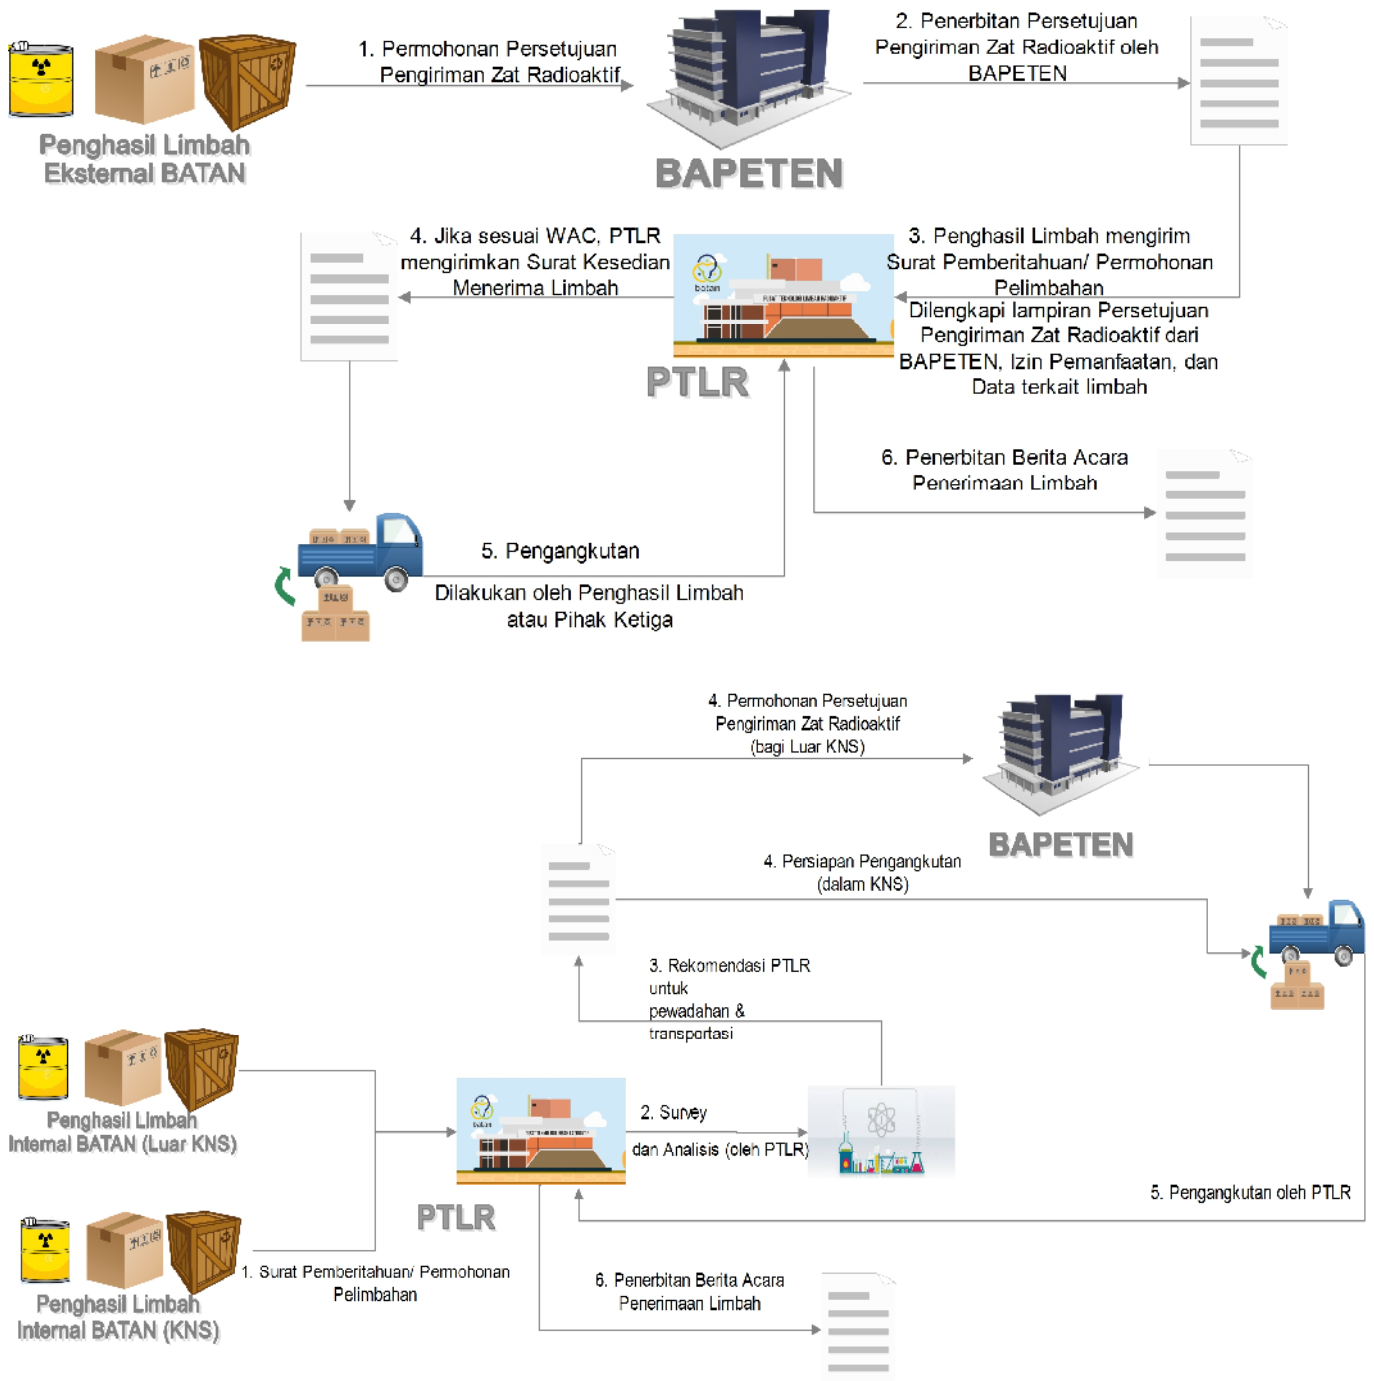 1. Permohonan Persetujuan
Pengiriman Zat Radioaktif
2. Penerbitan Persetujuan
Pengiriman Zat Radioaktif oleh
BAPETEN
Penghasil Limbah
Eksternal BATAN
BAPETEN
4. Jika sesuai WAC, PTLR
mengirimkan Surat Kesedian
Menerima Limbah
batan
3. Penghasil Limbah mengirim
Surat Pemberitahuan/ Permohonan
Pelimbahan
Dilengkapi lampiran Persetujuan
Pengiriman Zat Radioaktif dari
BAPETEN, Izin Pemanfaatan, dan
Data terkait limbah
PTLR
6. Penerbitan Berita Acara
Penerimaan Limbah
5. Pengangkutan
Dilakukan oleh Penghasil Limbah
atau Pihak Ketiga
4. Permohonan Persetujuan
Pengiriman Zat Radioaktif
(bagi Luar KNS)
BAPETEN
4. Persiapan Pengangkutan
(dalam KNS)
3. Rekomendasi PTLR
untuk
pewadahan &
transportasi
Penghasil Limbah
Internal BATAN (Luar KNS)
batan
2. Survey
dan Analisis (oleh PTLR)
PTLR
5. Pengangkutan oleh PTLR
1. Surat Pemberitahuan/ Permohonan
Pelimbahan
Penghasil Limbah
Internal BATAN (KNS)
6. Penerbitan Berita Acara
Penerimaan Limbah